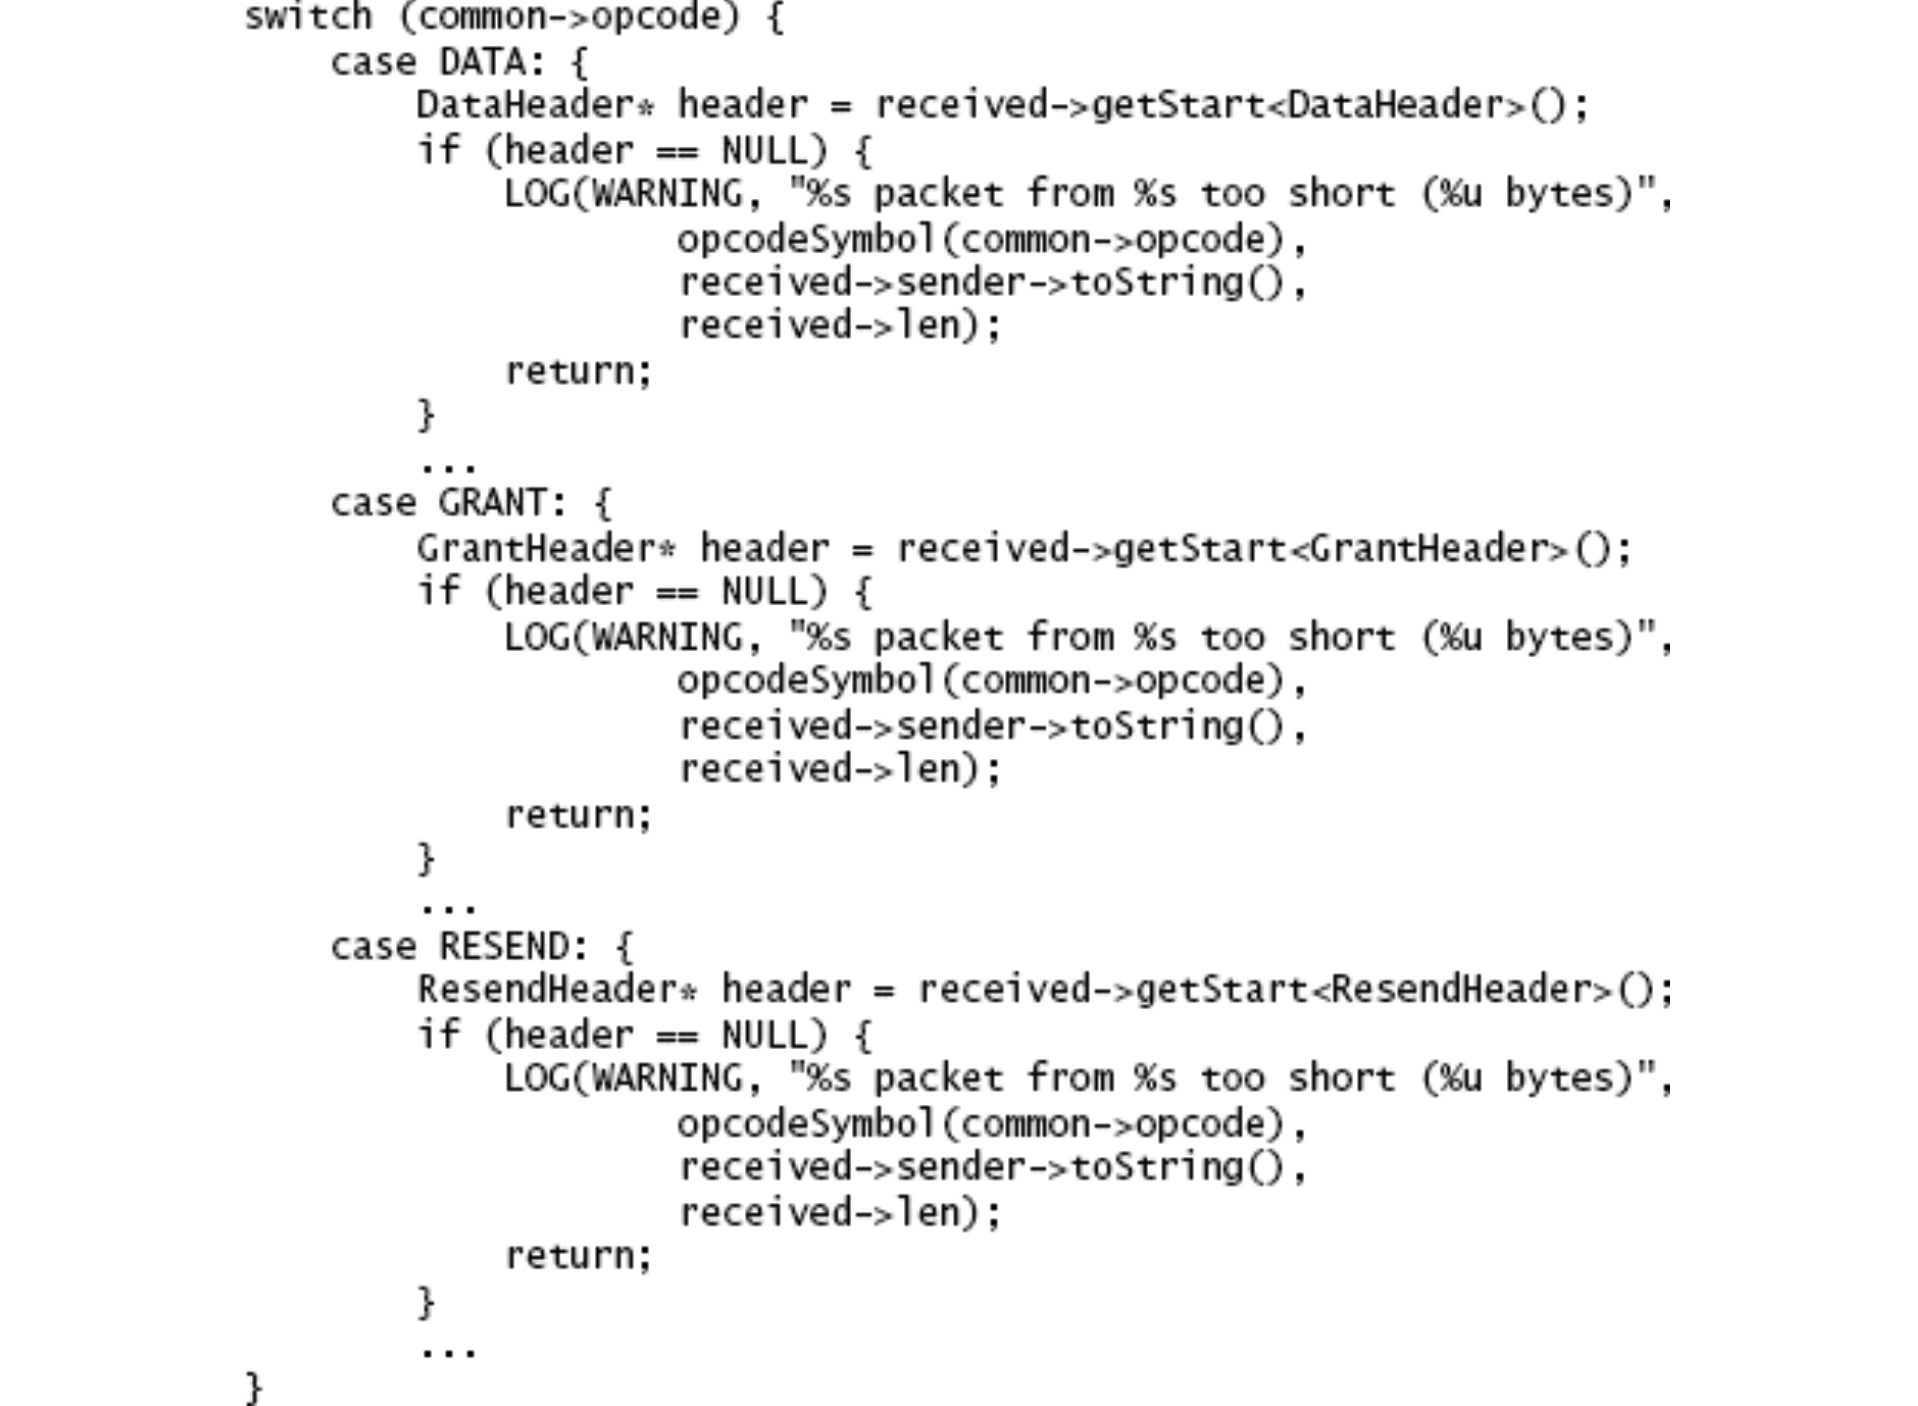 switch (common->opcode) {
    case DATA: {
        DataHeader* header = received->getStart<DataHeader>();
        if (header == NULL) {
            LOG(WARNING, "%s packet from %s too short (%u bytes)",
                    opcodeSymbol(common->opcode),
                    received->sender->toString(),
                    received->len);
            return;
        }
        ...
    case GRANT: {
        GrantHeader* header = received->getStart<GrantHeader>();
        if (header == NULL) {
            LOG(WARNING, "%s packet from %s too short (%u bytes)",
                    opcodeSymbol(common->opcode),
                    received->sender->toString(),
                    received->len);
            return;
        }
        ...
    case RESEND: {
        ResendHeader* header = received->getStart<ResendHeader>();
        if (header == NULL) {
            LOG(WARNING, "%s packet from %s too short (%u bytes)",
                    opcodeSymbol(common->opcode),
                    received->sender->toString(),
                    received->len);
            return;
        }
        ...
}